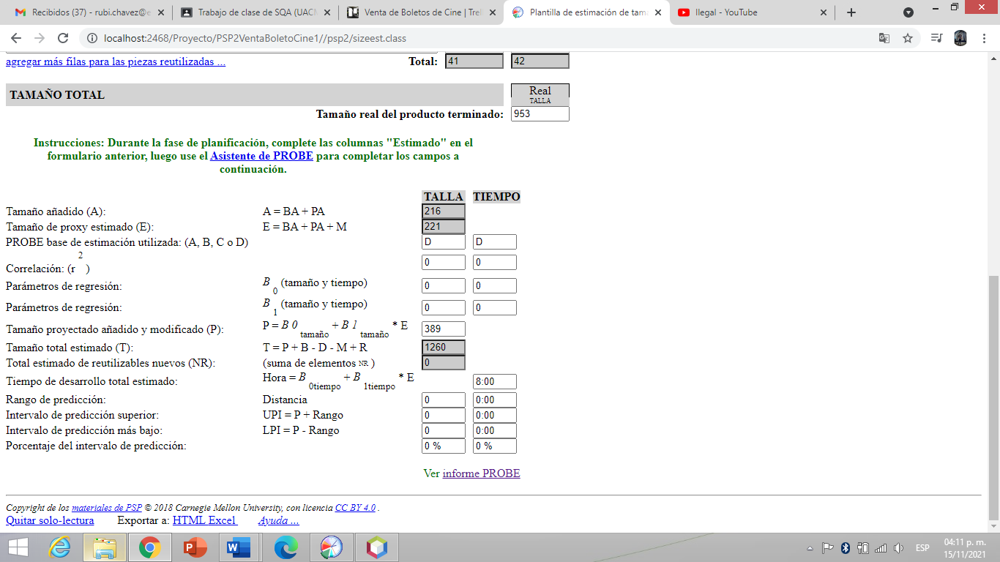 Recibidos (37) - rubi.chavez@e
Trabajo de clase de SQA (UACM
Venta de Boletos de Cine | Trel
Plantilla de estimación de tama
Ilegal - YouTube
localhost:2468/Proyecto/PSP2VentaBoletoCine1//psp2/sizeest.class
agregar más filas para las piezas reutilizadas ... Total: 41 42
TAMAÑO TOTAL Real
TALLA
Tamaño real del producto terminado: 953
Instrucciones: Durante la fase de planificación, complete las columnas "Estimado" en el
formulario anterior, luego use el Asistente de PROBE para completar los campos a
continuación.
TALLA TIEMPO
Tamaño añadido (A): A = BA + PA 216
Tamaño de proxy estimado (E): E = BA + PA + M 221
PROBE base de estimación utilizada: (A, B, C o D) D D
Correlación: (r 2 ) 0 0
Parámetros de regresión: B 0 (tamaño y tiempo) 0 0
Parámetros de regresión: B 1 (tamaño y tiempo) 0 0
Tamaño proyectado añadido y modificado (P): P = B 0 tamaño + B 1 tamaño * E 389
Tamaño total estimado (T): T = P + B - D - M + R 1260
Total estimado de reutilizables nuevos (NR): (suma de elementos NR ) 0
Tiempo de desarrollo total estimado: Hora = B 0tiempo + B 1tiempo * E 8:00
Rango de predicción: Distancia 0 0:00
Intervalo de predicción superior: UPI = P + Rango 0 0:00
Intervalo de predicción más bajo: LPI = P - Rango 0 0:00
Porcentaje del intervalo de predicción: 0 % 0 %
Ver informe PROBE
Copyright de los materiales de PSP © 2018 Carnegie Mellon University, con licencia CC BY 4.0 .
Quitar solo-lectura Exportar a: HTML Excel Ayuda ...
ESP
04:11 p. m.
15/11/2021